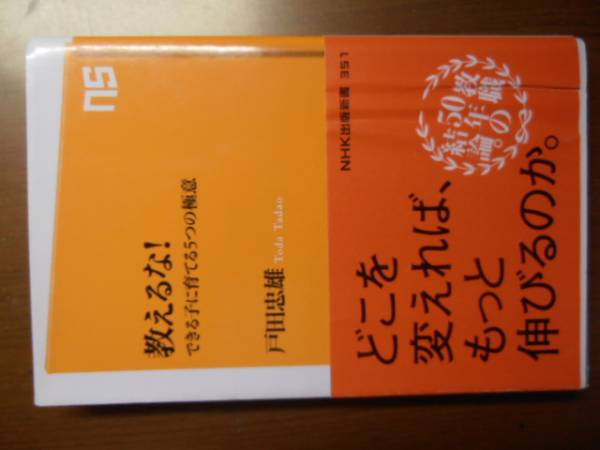 教えるな!
できる子に育てる5つの極意
戸田忠雄 Toda Tadao
NHK出版新書 351
教職
50年の
結論。
どこを
変えれば、
もっと
伸びるのか。